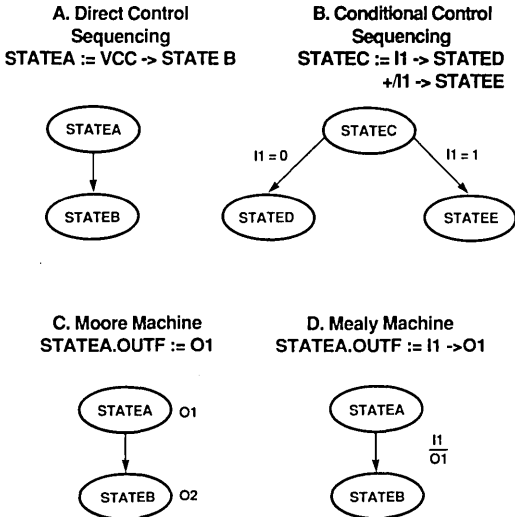 A. Direct Control
Sequencing
STATEA := VCC -> STATE B
STATEA
STATEB
B. Conditional Control
Sequencing
STATEC := I1 -> STATED
+/I1 -> STATEE
STATEC
I1 = 0
I1 = 1
STATED
STATEE
C. Moore Machine
STATEA.OUTF := O1
STATEA
O1
STATEB
O2
D. Mealy Machine
STATEA.OUTF := I1 ->O1
STATEA
I1
O1
STATEB